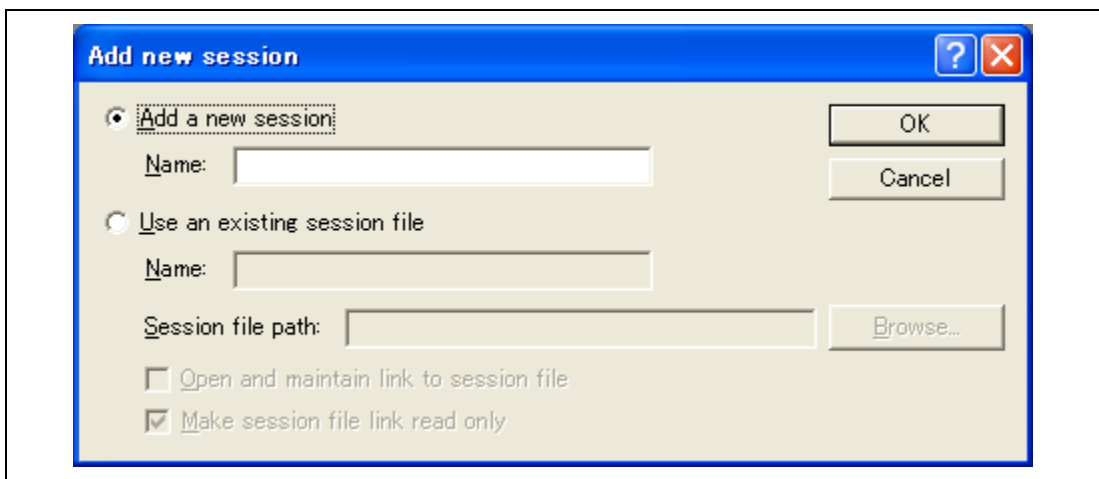 Add new session
Add a new session
OK
Name:
Cancel
Use an existing session file
Name:
Session file path:
Browse...
Open and maintain link to session file
Make session file link read only